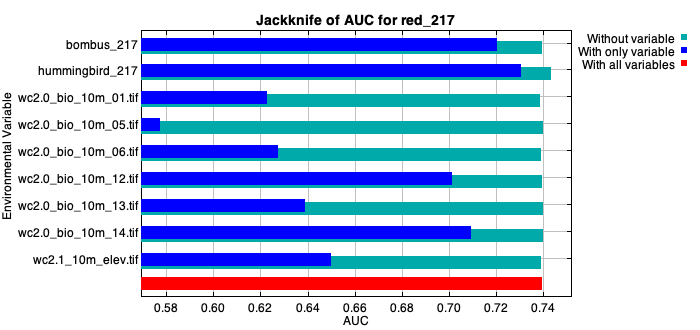 Jackknife of AUC for red_217
Without variable
With only variable
With all variables
Environmental Variable
bombus_217
hummingbird_217
wc2.0_bio_10m_01.tif
wc2.0_bio_10m_05.tif
wc2.0_bio_10m_06.tif
wc2.0_bio_10m_12.tif
wc2.0_bio_10m_13.tif
wc2.0_bio_10m_14.tif
wc2.1_10m_elev.tif
0.58 0.60 0.62 0.64 0.66 0.68 0.70 0.72 0.74
AUC